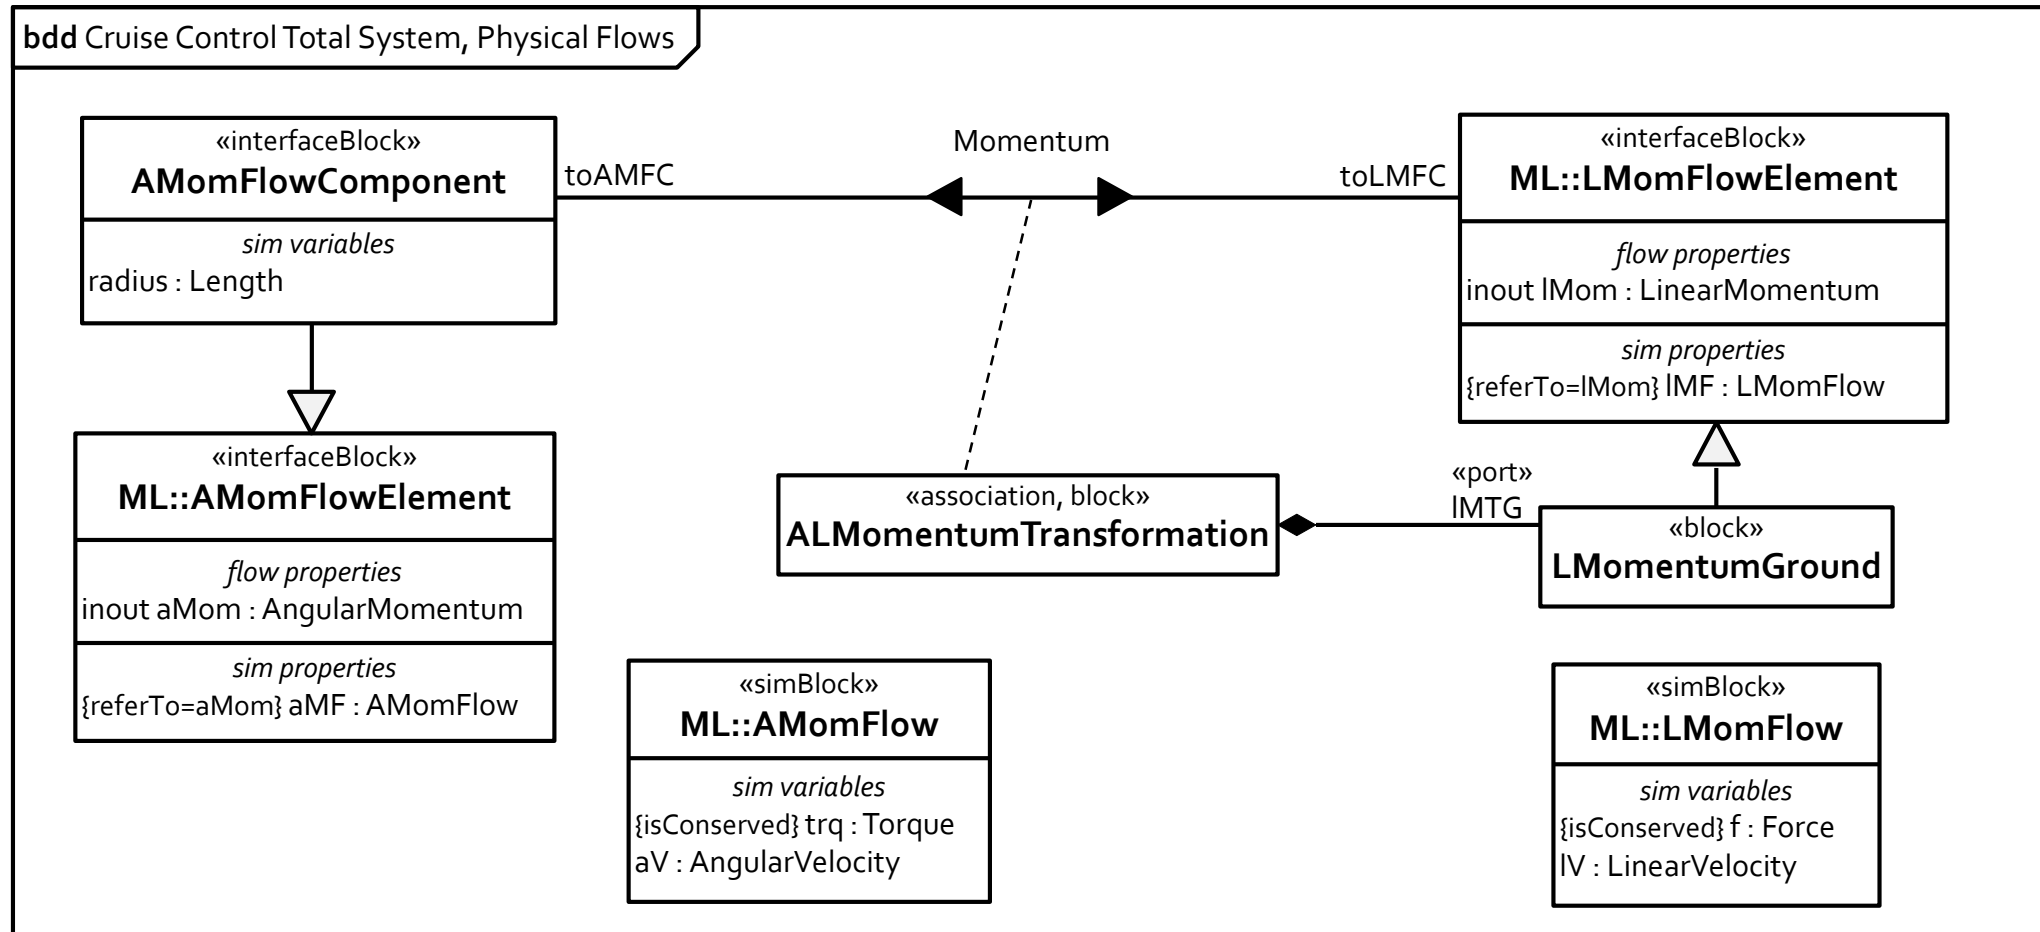 bdd Cruise Control Total System, Physical Flows
«interfaceBlock»
AMomFlowComponent
sim variables
radius : Length
toAMFC
Momentum
toLMFC
«interfaceBlock»
ML::LMomFlowElement
flow properties
inout lMom : LinearMomentum
sim properties
{referTo=lMom} lMF : LMomFlow
«interfaceBlock»
ML::AMomFlowElement
flow properties
inout aMom : AngularMomentum
sim properties
{referTo=aMom} aMF : AMomFlow
«association, block»
ALMomentumTransformation
«port»
lMTG
«block»
LMomentumGround
«simBlock»
ML::AMomFlow
sim variables
{isConserved} trq : Torque
aV : AngularVelocity
«simBlock»
ML::LMomFlow
sim variables
{isConserved} f : Force
lV : LinearVelocity